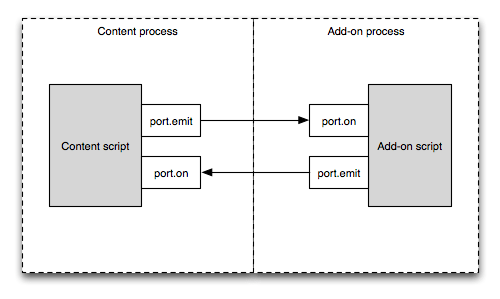 Content process
Add-on process
port.emit
port.on
Content script
Add-on script
port.on
port.emit